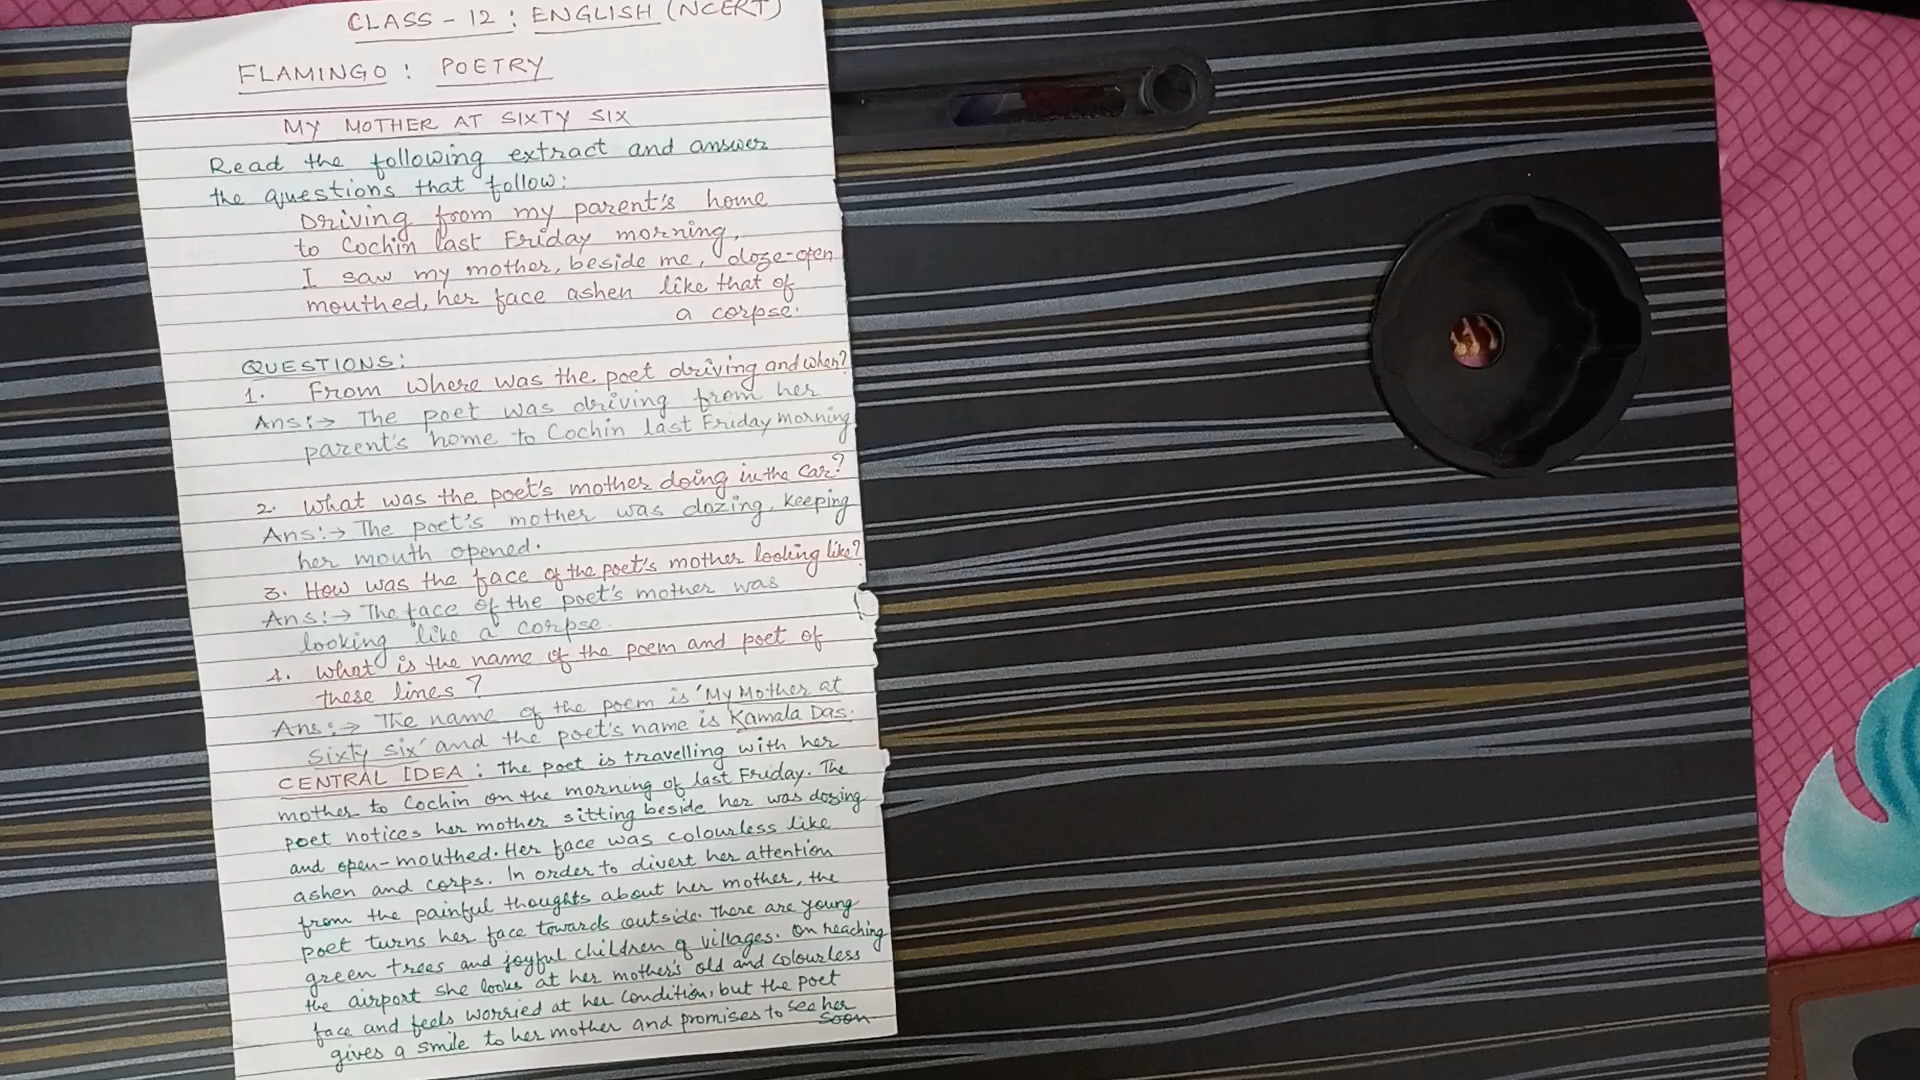 CLASS - 12 : ENGLISH (NCERT)
FLAMINGO : POETRY
MY MOTHER AT SIXTY SIX
Read the following extract and answer
the questions that follow:
Driving from my parent's home
to Cochin last Friday morning,
I saw my mother, beside me, doze-open
mouthed, her face ashen like that of
a corpse.
QUESTIONS:
1. From where was the poet driving and when?
Ans:→ The poet was driving from her
parent's home to Cochin last Friday morning
2. What was the poet's mother doing in the car?
Ans:→ The poet's mother was dozing, keeping
her mouth opened.
3. How was the face of the poet's mother looking like?
Ans:→ The face of the poet's mother was
looking like a corpse.
4. What is the name of the poem and poet of
these lines?
Ans:→ The name of the poem is 'My Mother at
sixty six' and the poet's name is Kamala Das.
CENTRAL IDEA : The poet is travelling with her
mother to Cochin on the morning of last Friday. The
poet notices her mother sitting beside her was dozing
and open-mouthed. Her face was colourless like
ashen and corps. In order to divert her attention
from the painful thoughts about her mother, the
poet turns her face towards outside. There are young
green trees and joyful children of villages. On reaching
the airport she looks at her mother's old and colourless
face and feels worried at her condition, but the poet
gives a smile to her mother and promises to see her
soon